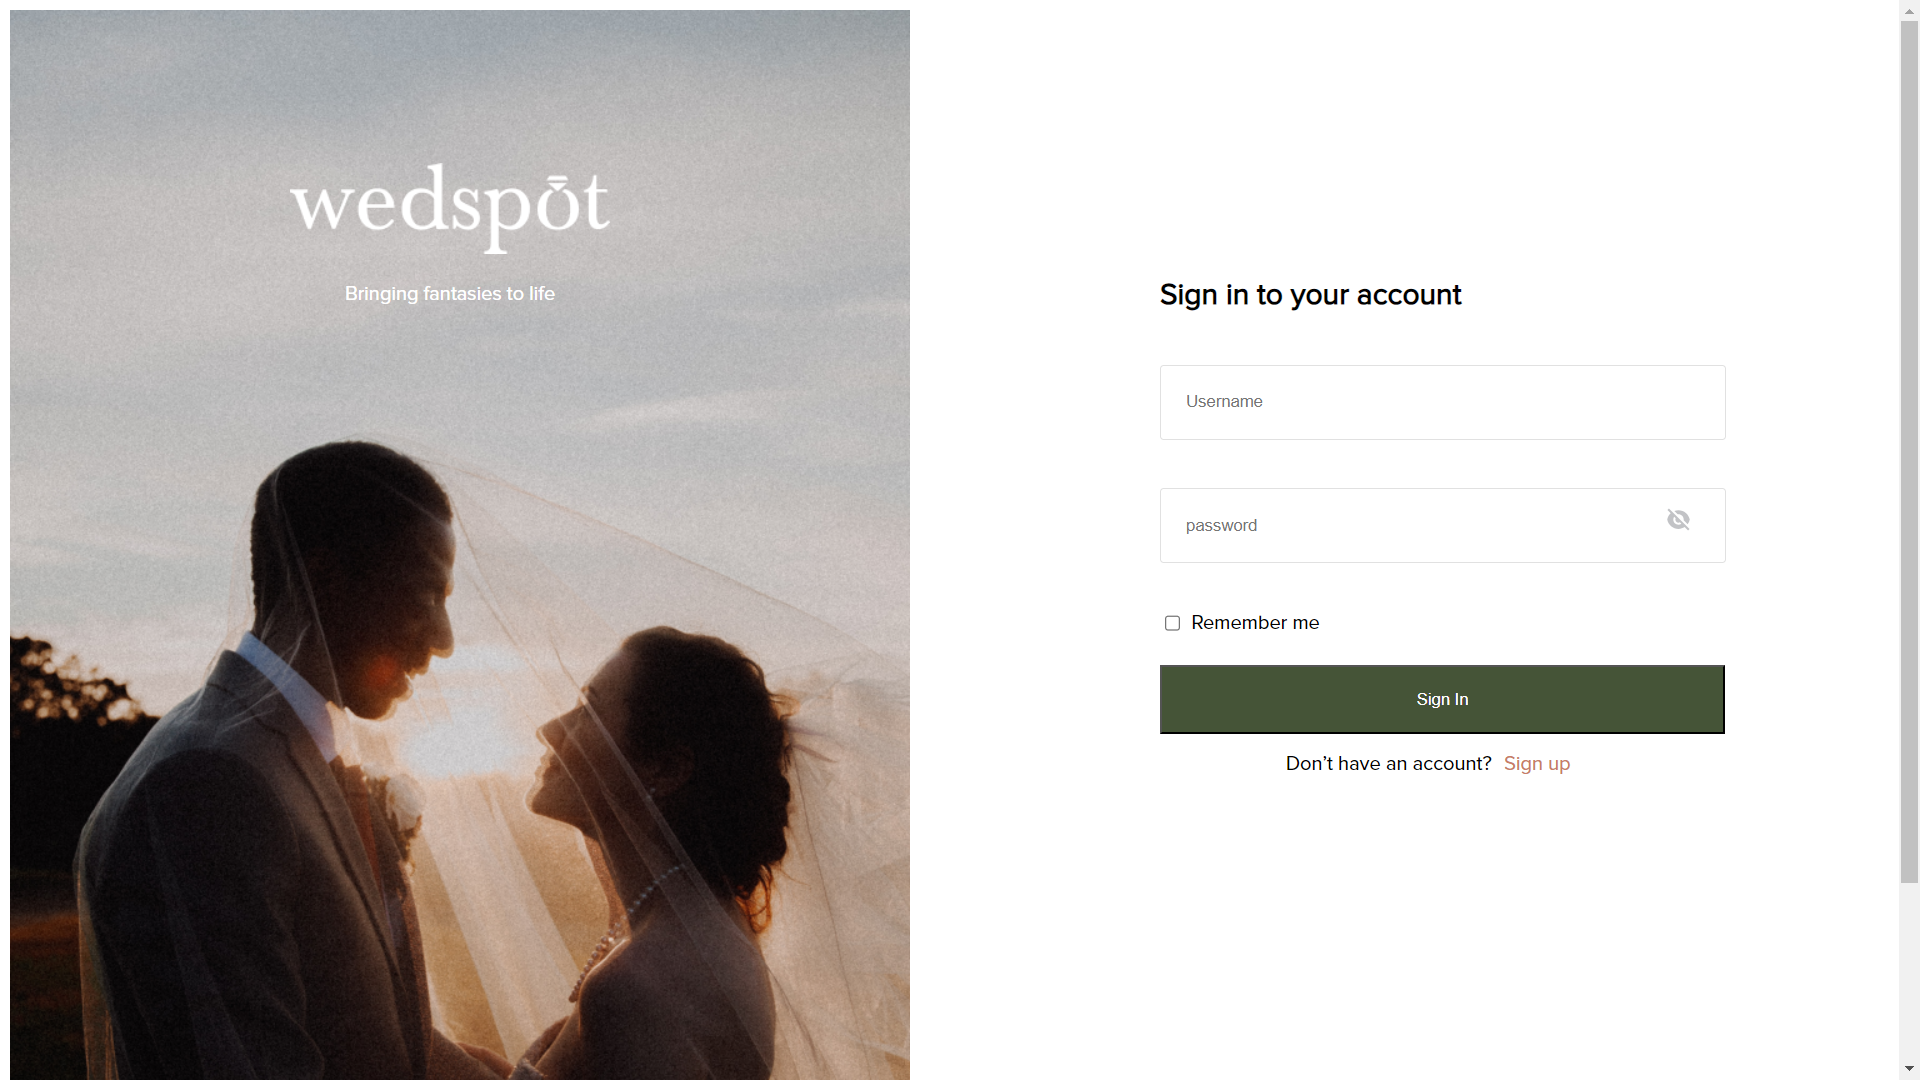 wedspot
Bringing fantasies to life
Sign in to your account
Username
password
Remember me
Sign In
Don’t have an account? Sign up